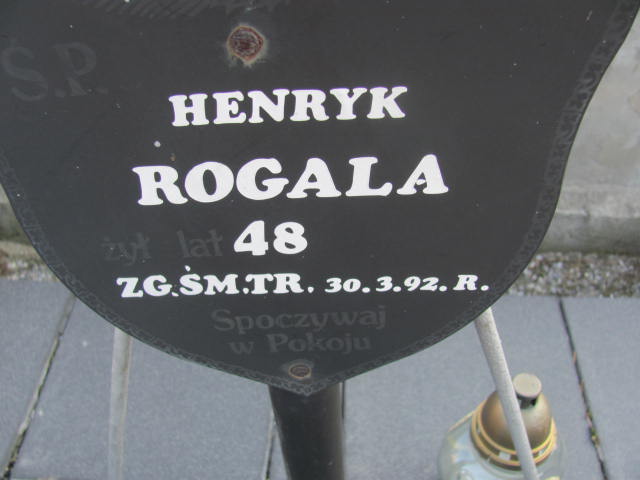 Ś.P.
HENRYK
ROGALA
żył lat 48
ZG.ŚM.TR. 30.3.92.R.
Spoczywaj
w Pokoju